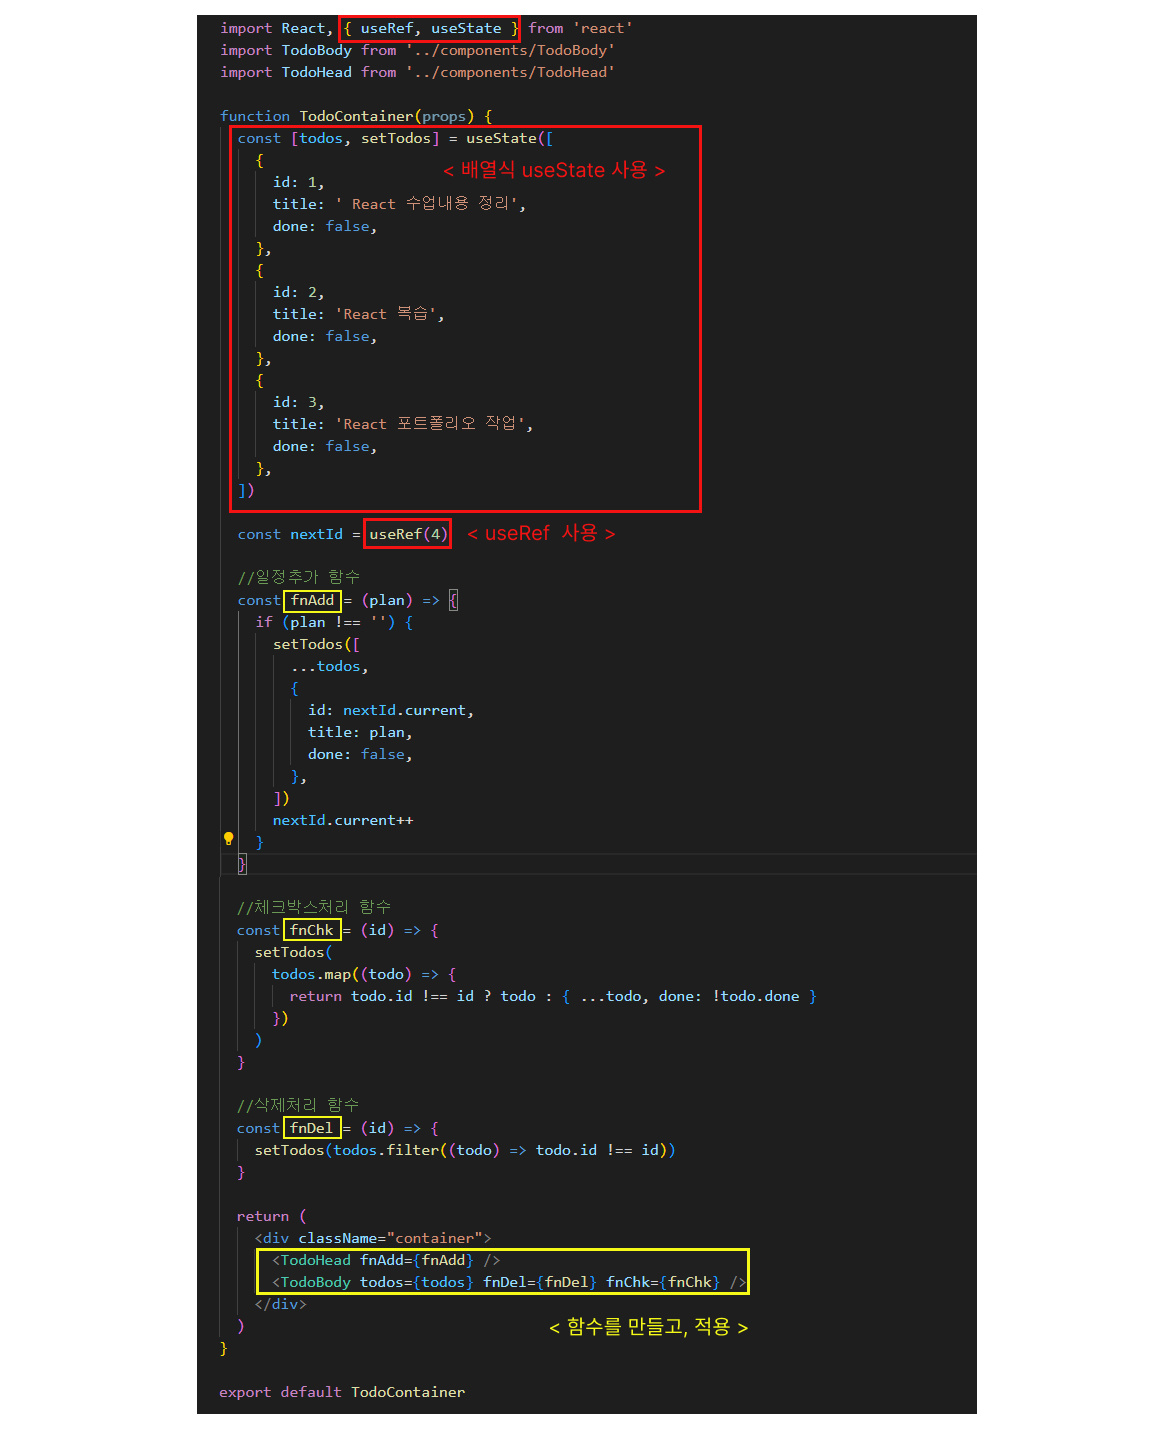 import React, { useRef, useState } from 'react'
import TodoBody from '../components/TodoBody'
import TodoHead from '../components/TodoHead'
function TodoContainer(props) {
const [todos, setTodos] = useState([
{
< 배열식 useState 사용 >
id: 1,
title: ' React 수업내용 정리',
done: false,
},
{
id: 2,
title: 'React 복습',
done: false,
},
{
id: 3,
title: 'React 포트폴리오 작업',
done: false,
},
])
const nextId = useRef(4) < useRef 사용 >
//일정추가 함수
const fnAdd = (plan) => {
if (plan !== '') {
setTodos([
...todos,
{
id: nextId.current,
title: plan,
done: false,
},
])
nextId.current++
}
}
//체크박스처리 함수
const fnChk = (id) => {
setTodos(
todos.map((todo) => {
return todo.id !== id ? todo : { ...todo, done: !todo.done }
})
)
}
//삭제처리 함수
const fnDel = (id) => {
setTodos(todos.filter((todo) => todo.id !== id))
}
return (
<div className="container">
<TodoHead fnAdd={fnAdd} />
<TodoBody todos={todos} fnDel={fnDel} fnChk={fnChk} />
</div>
)
< 함수를 만들고, 적용 >
}
export default TodoContainer